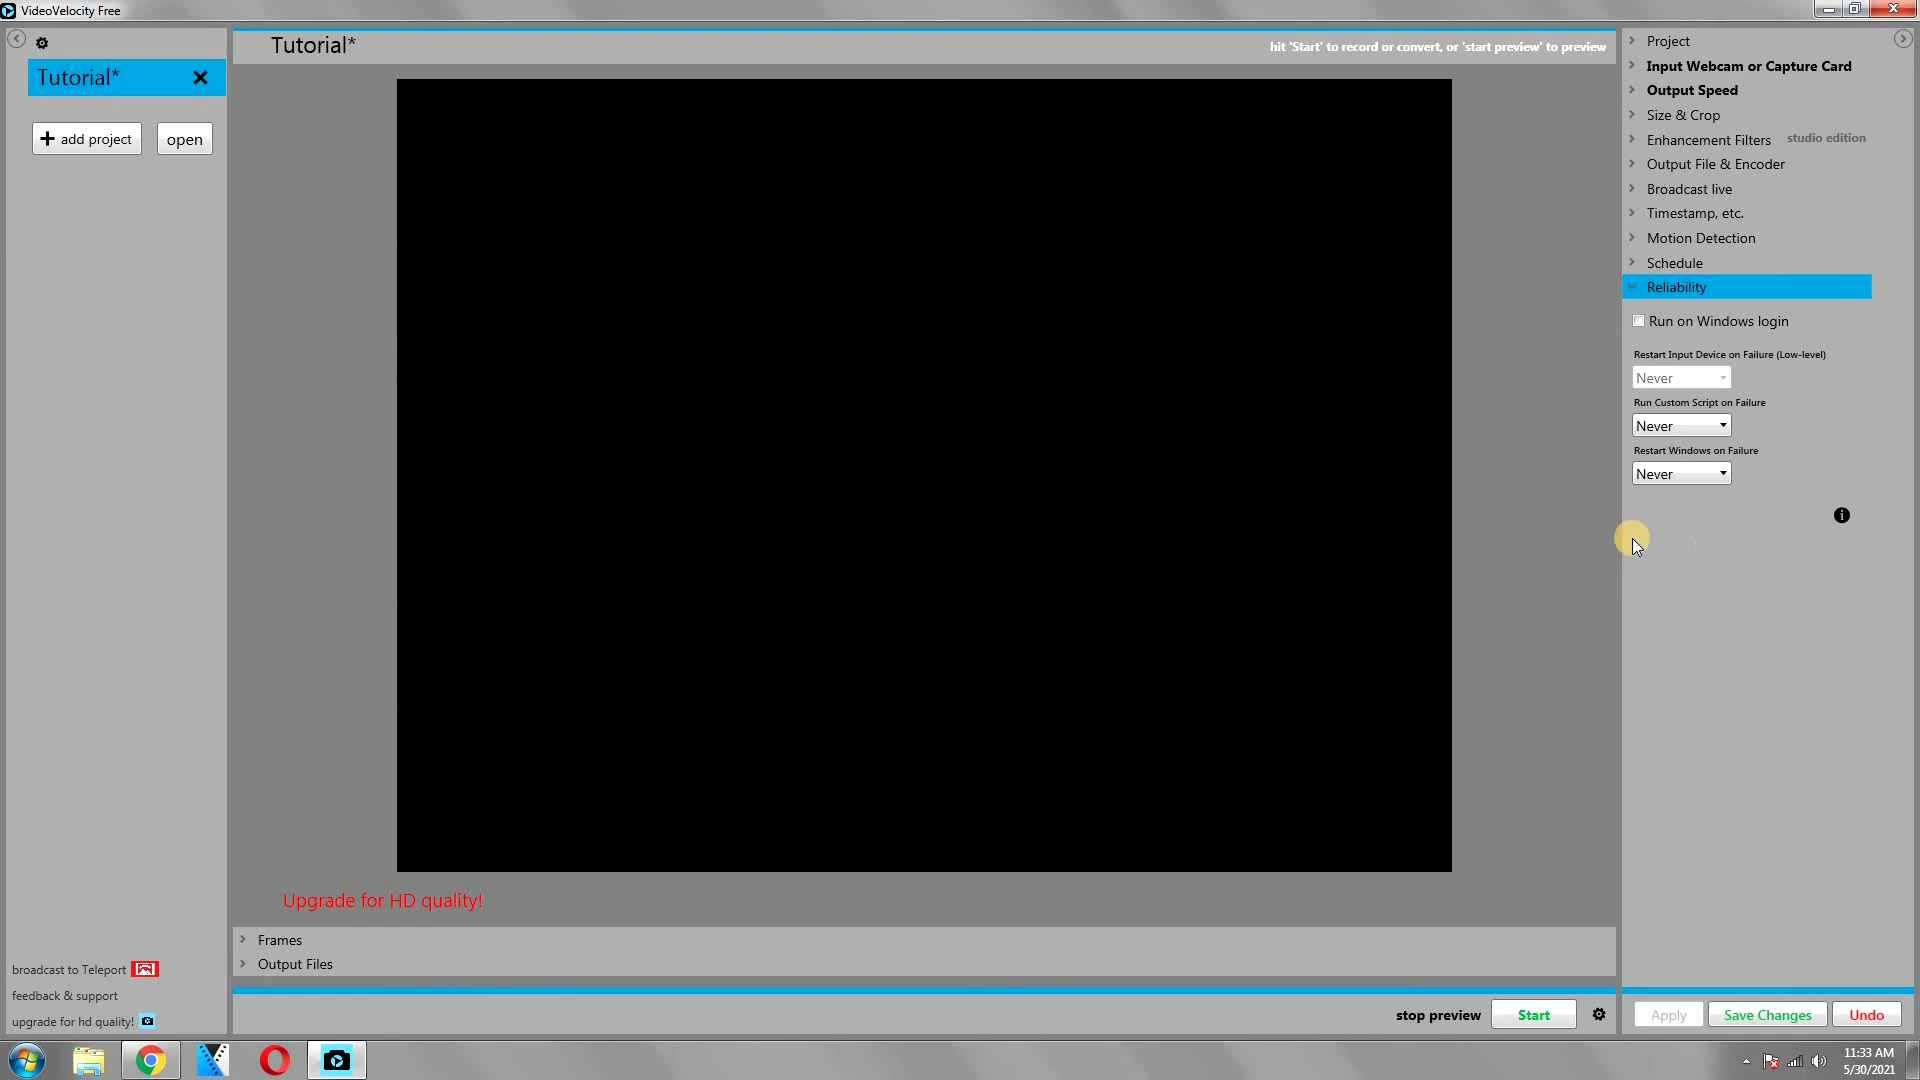 VideoVelocity Free
Tutorial*
add project
open
broadcast to Teleport
feedback & support
upgrade for hd quality!
Tutorial*
hit 'Start' to record or convert, or 'start preview' to preview
Upgrade for HD quality!
Frames
Output Files
stop preview
Start
Project
Input Webcam or Capture Card
Output Speed
Size & Crop
Enhancement Filters studio edition
Output File & Encoder
Broadcast live
Timestamp, etc.
Motion Detection
Schedule
Reliability
Run on Windows login
Restart Input Device on Failure (Low-level)
Never
Run Custom Script on Failure
Never
Restart Windows on Failure
Never
Apply
Save Changes
Undo
11:33 AM
5/30/2021